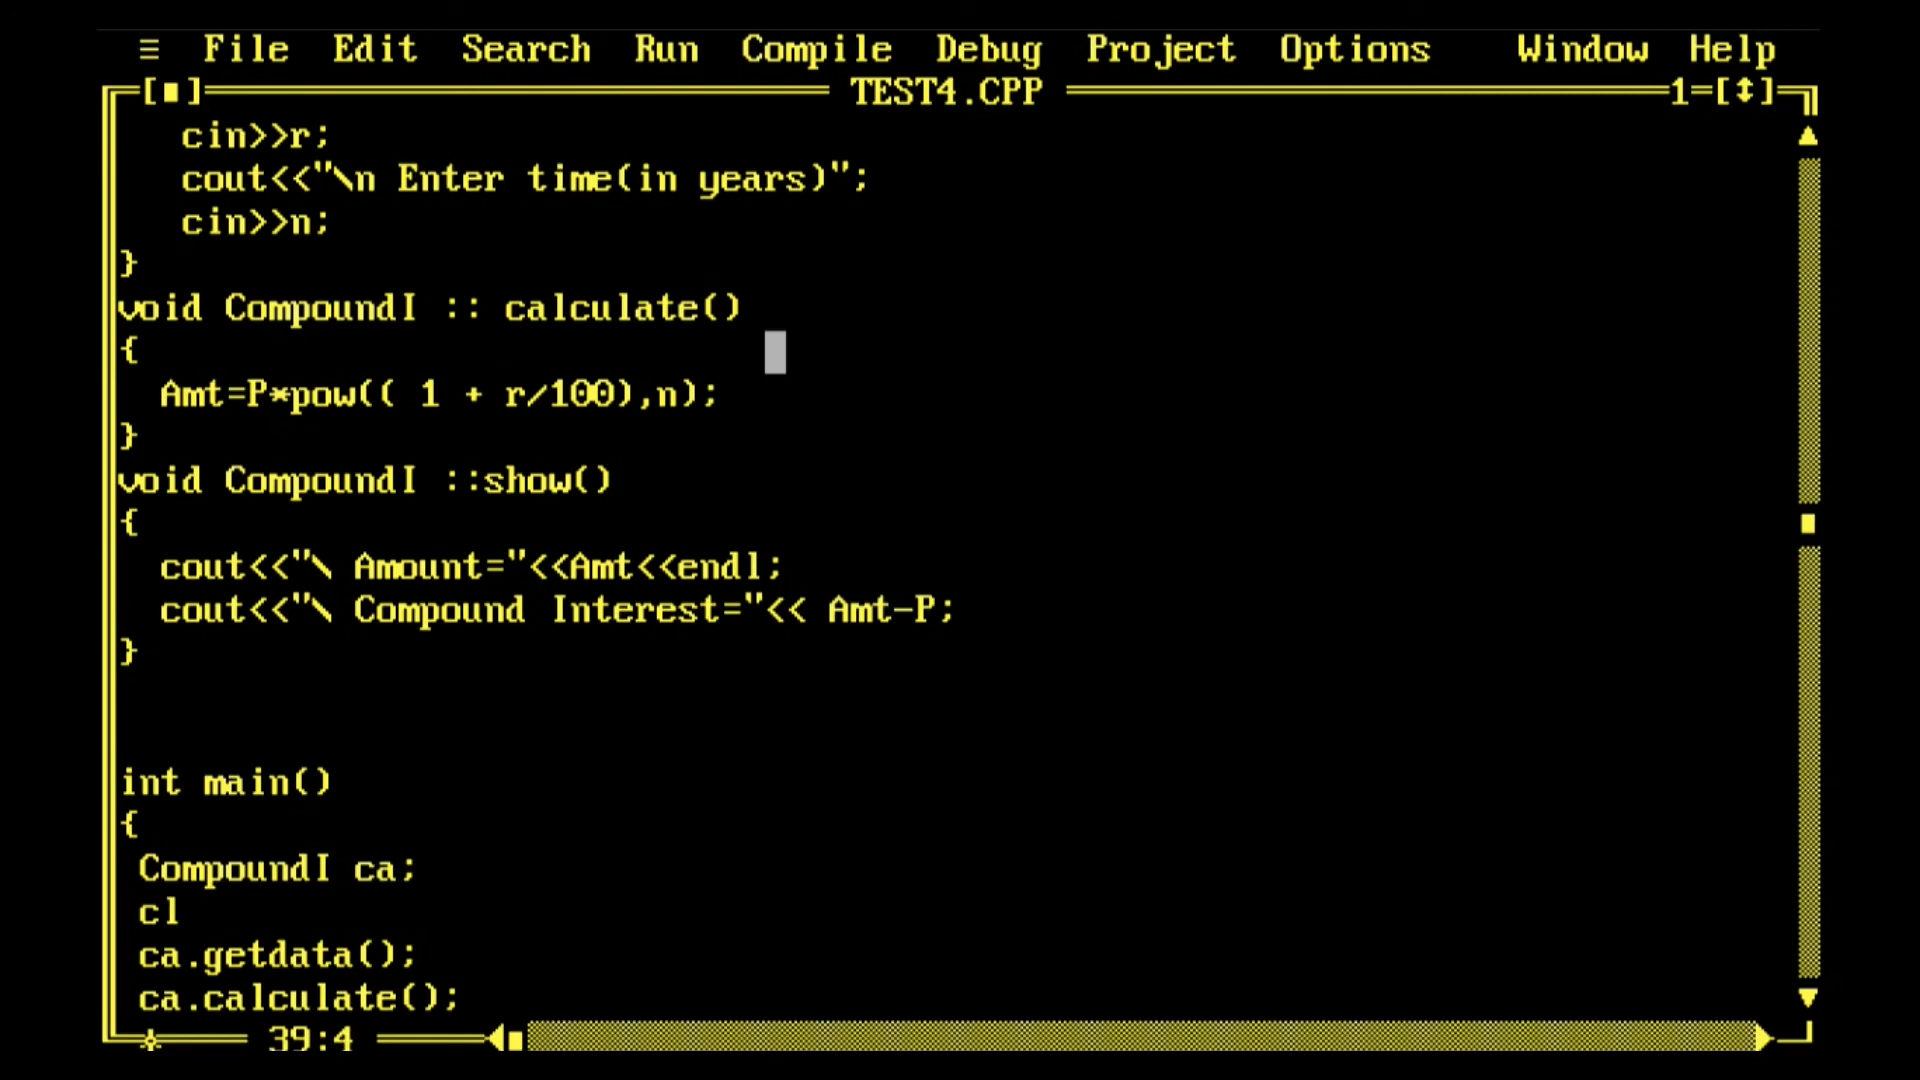 ≡ File Edit Search Run Compile Debug Project Options Window Help
[■] TEST4.CPP 1=[↕]
cin>>r;
cout<<"\n Enter time(in years)";
cin>>n;
}
void CompoundI :: calculate()
{
Amt=P*pow(( 1 + r/100),n);
}
void CompoundI ::show()
{
cout<<"\ Amount="<<Amt<<endl;
cout<<"\ Compound Interest="<< Amt-P;
}
int main()
{
CompoundI ca;
cl
ca.getdata();
ca.calculate();
39:4